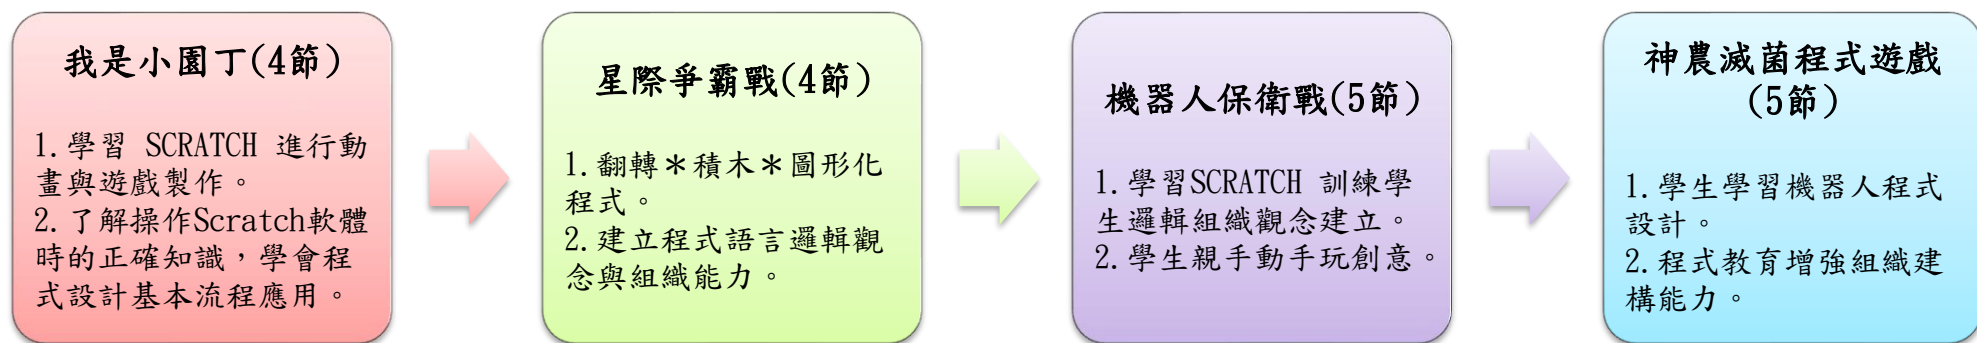 我是小園丁(4節)
1.學習 SCRATCH 進行動
畫與遊戲製作。
2.了解操作Scratch軟體
時的正確知識，學會程
式設計基本流程應用。
星際爭霸戰(4節)
1.翻轉＊積木＊圖形化
程式。
2.建立程式語言邏輯觀
念與組織能力。
機器人保衛戰(5節)
1.學習SCRATCH 訓練學
生邏輯組織觀念建立。
2.學生親手動手玩創意。
神農滅菌程式遊戲
(5節)
1.學生學習機器人程式
設計。
2.程式教育增強組織建
構能力。